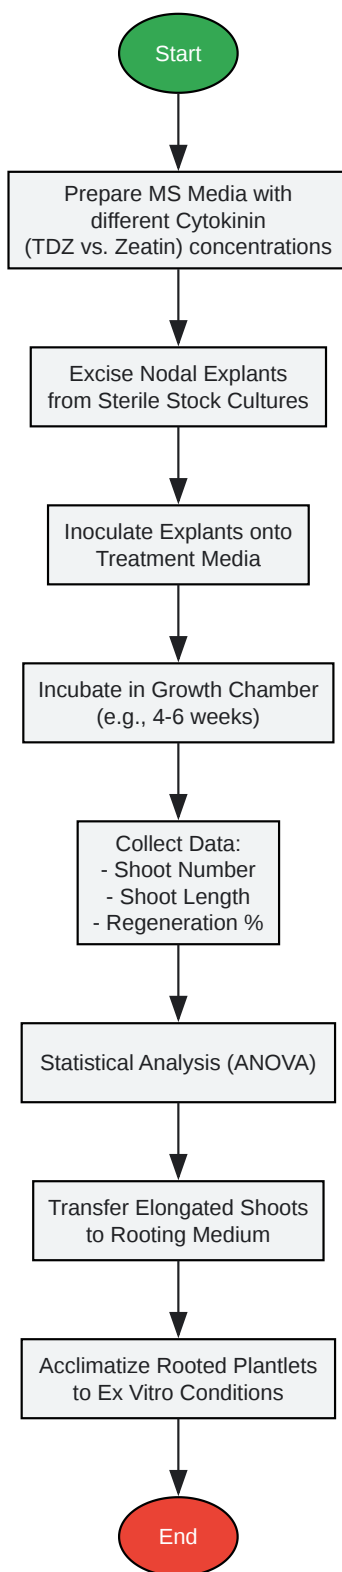 Start
Prepare MS Media with
different Cytokinin
(TDZ vs. Zeatin) concentrations
Excise Nodal Explants
from Sterile Stock Cultures
Inoculate Explants onto
Treatment Media
Incubate in Growth Chamber
(e.g., 4-6 weeks)
Collect Data:
- Shoot Number
- Shoot Length
- Regeneration %
Statistical Analysis (ANOVA)
Transfer Elongated Shoots
to Rooting Medium
Acclimatize Rooted Plantlets
to Ex Vitro Conditions
End